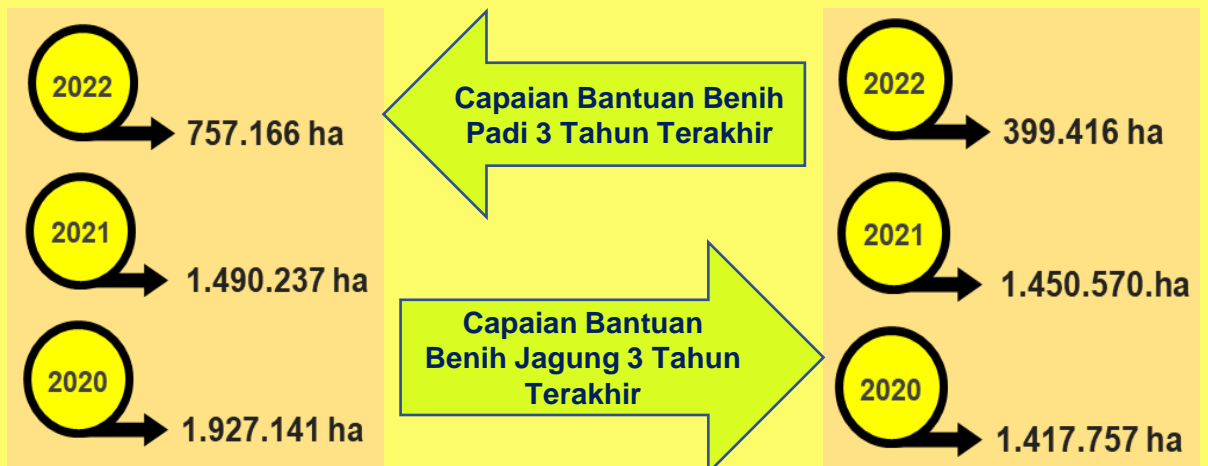 2022
757.166 ha
2021
1.490.237 ha
2020
1.927.141 ha
Capaian Bantuan Benih
Padi 3 Tahun Terakhir
Capaian Bantuan
Benih Jagung 3 Tahun
Terakhir
2022
399.416 ha
2021
1.450.570.ha
2020
1.417.757 ha